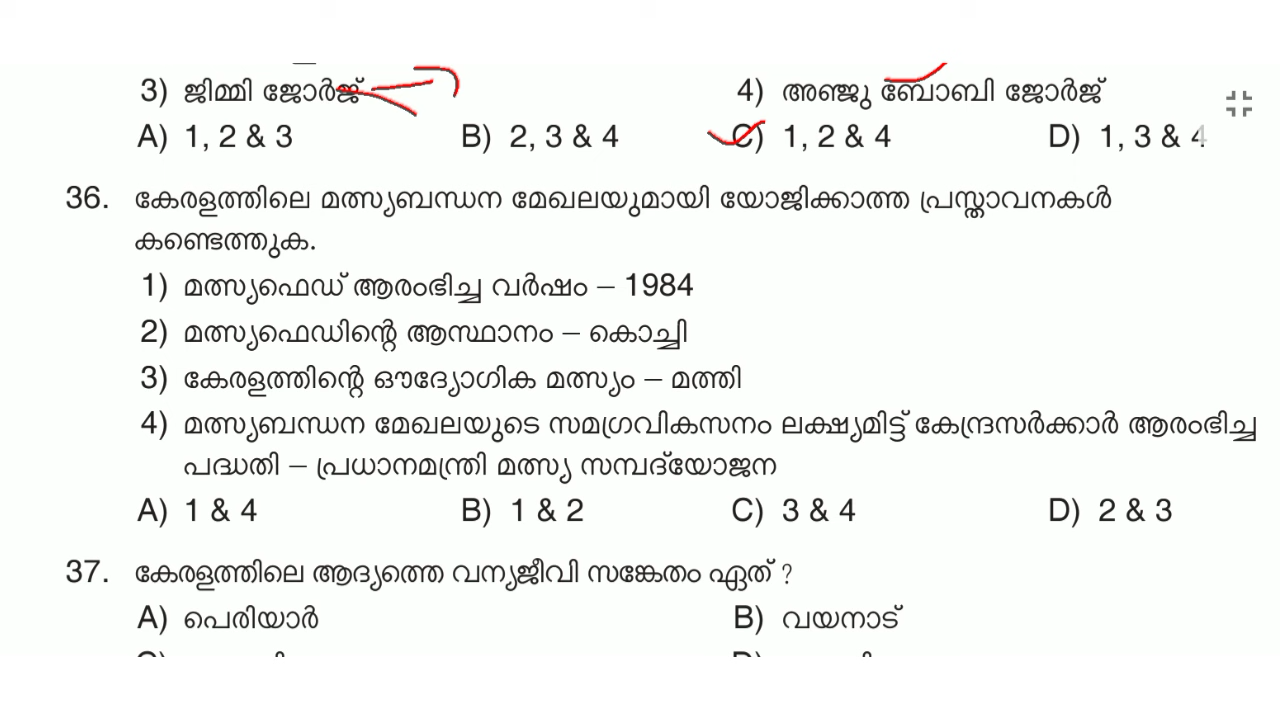 3) ജിമ്മി ജോർജ് 4) അഞ്ജു ബോബി ജോർജ്
A) 1, 2 & 3 B) 2, 3 & 4 C) 1, 2 & 4 D) 1, 3 & 4
36. കേരളത്തിലെ മത്സ്യബന്ധന മേഖലയുമായി യോജിക്കാത്ത പ്രസ്താവനകൾ
കണ്ടെത്തുക.
1) മത്സ്യഫെഡ് ആരംഭിച്ച വർഷം – 1984
2) മത്സ്യഫെഡിന്റെ ആസ്ഥാനം – കൊച്ചി
3) കേരളത്തിന്റെ ഔദ്യോഗിക മത്സ്യം – മത്തി
4) മത്സ്യബന്ധന മേഖലയുടെ സമഗ്രവികസനം ലക്ഷ്യമിട്ട് കേന്ദ്രസർക്കാർ ആരംഭിച്ച
പദ്ധതി – പ്രധാനമന്ത്രി മത്സ്യ സമ്പദ്യോജന
A) 1 & 4 B) 1 & 2 C) 3 & 4 D) 2 & 3
37. കേരളത്തിലെ ആദ്യത്തെ വന്യജീവി സങ്കേതം ഏത് ?
A) പെരിയാർ B) വയനാട്